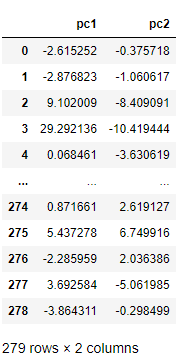 pc1 pc2
0 -2.615252 -0.375718
1 -2.876823 -1.060617
2 9.102009 -8.409091
3 29.292136 -10.419444
4 0.068461 -3.630619
... ... ...
274 0.871661 2.619127
275 5.437278 6.749916
276 -2.285959 2.036386
277 3.692584 -5.061985
278 -3.864311 -0.298499
279 rows × 2 columns